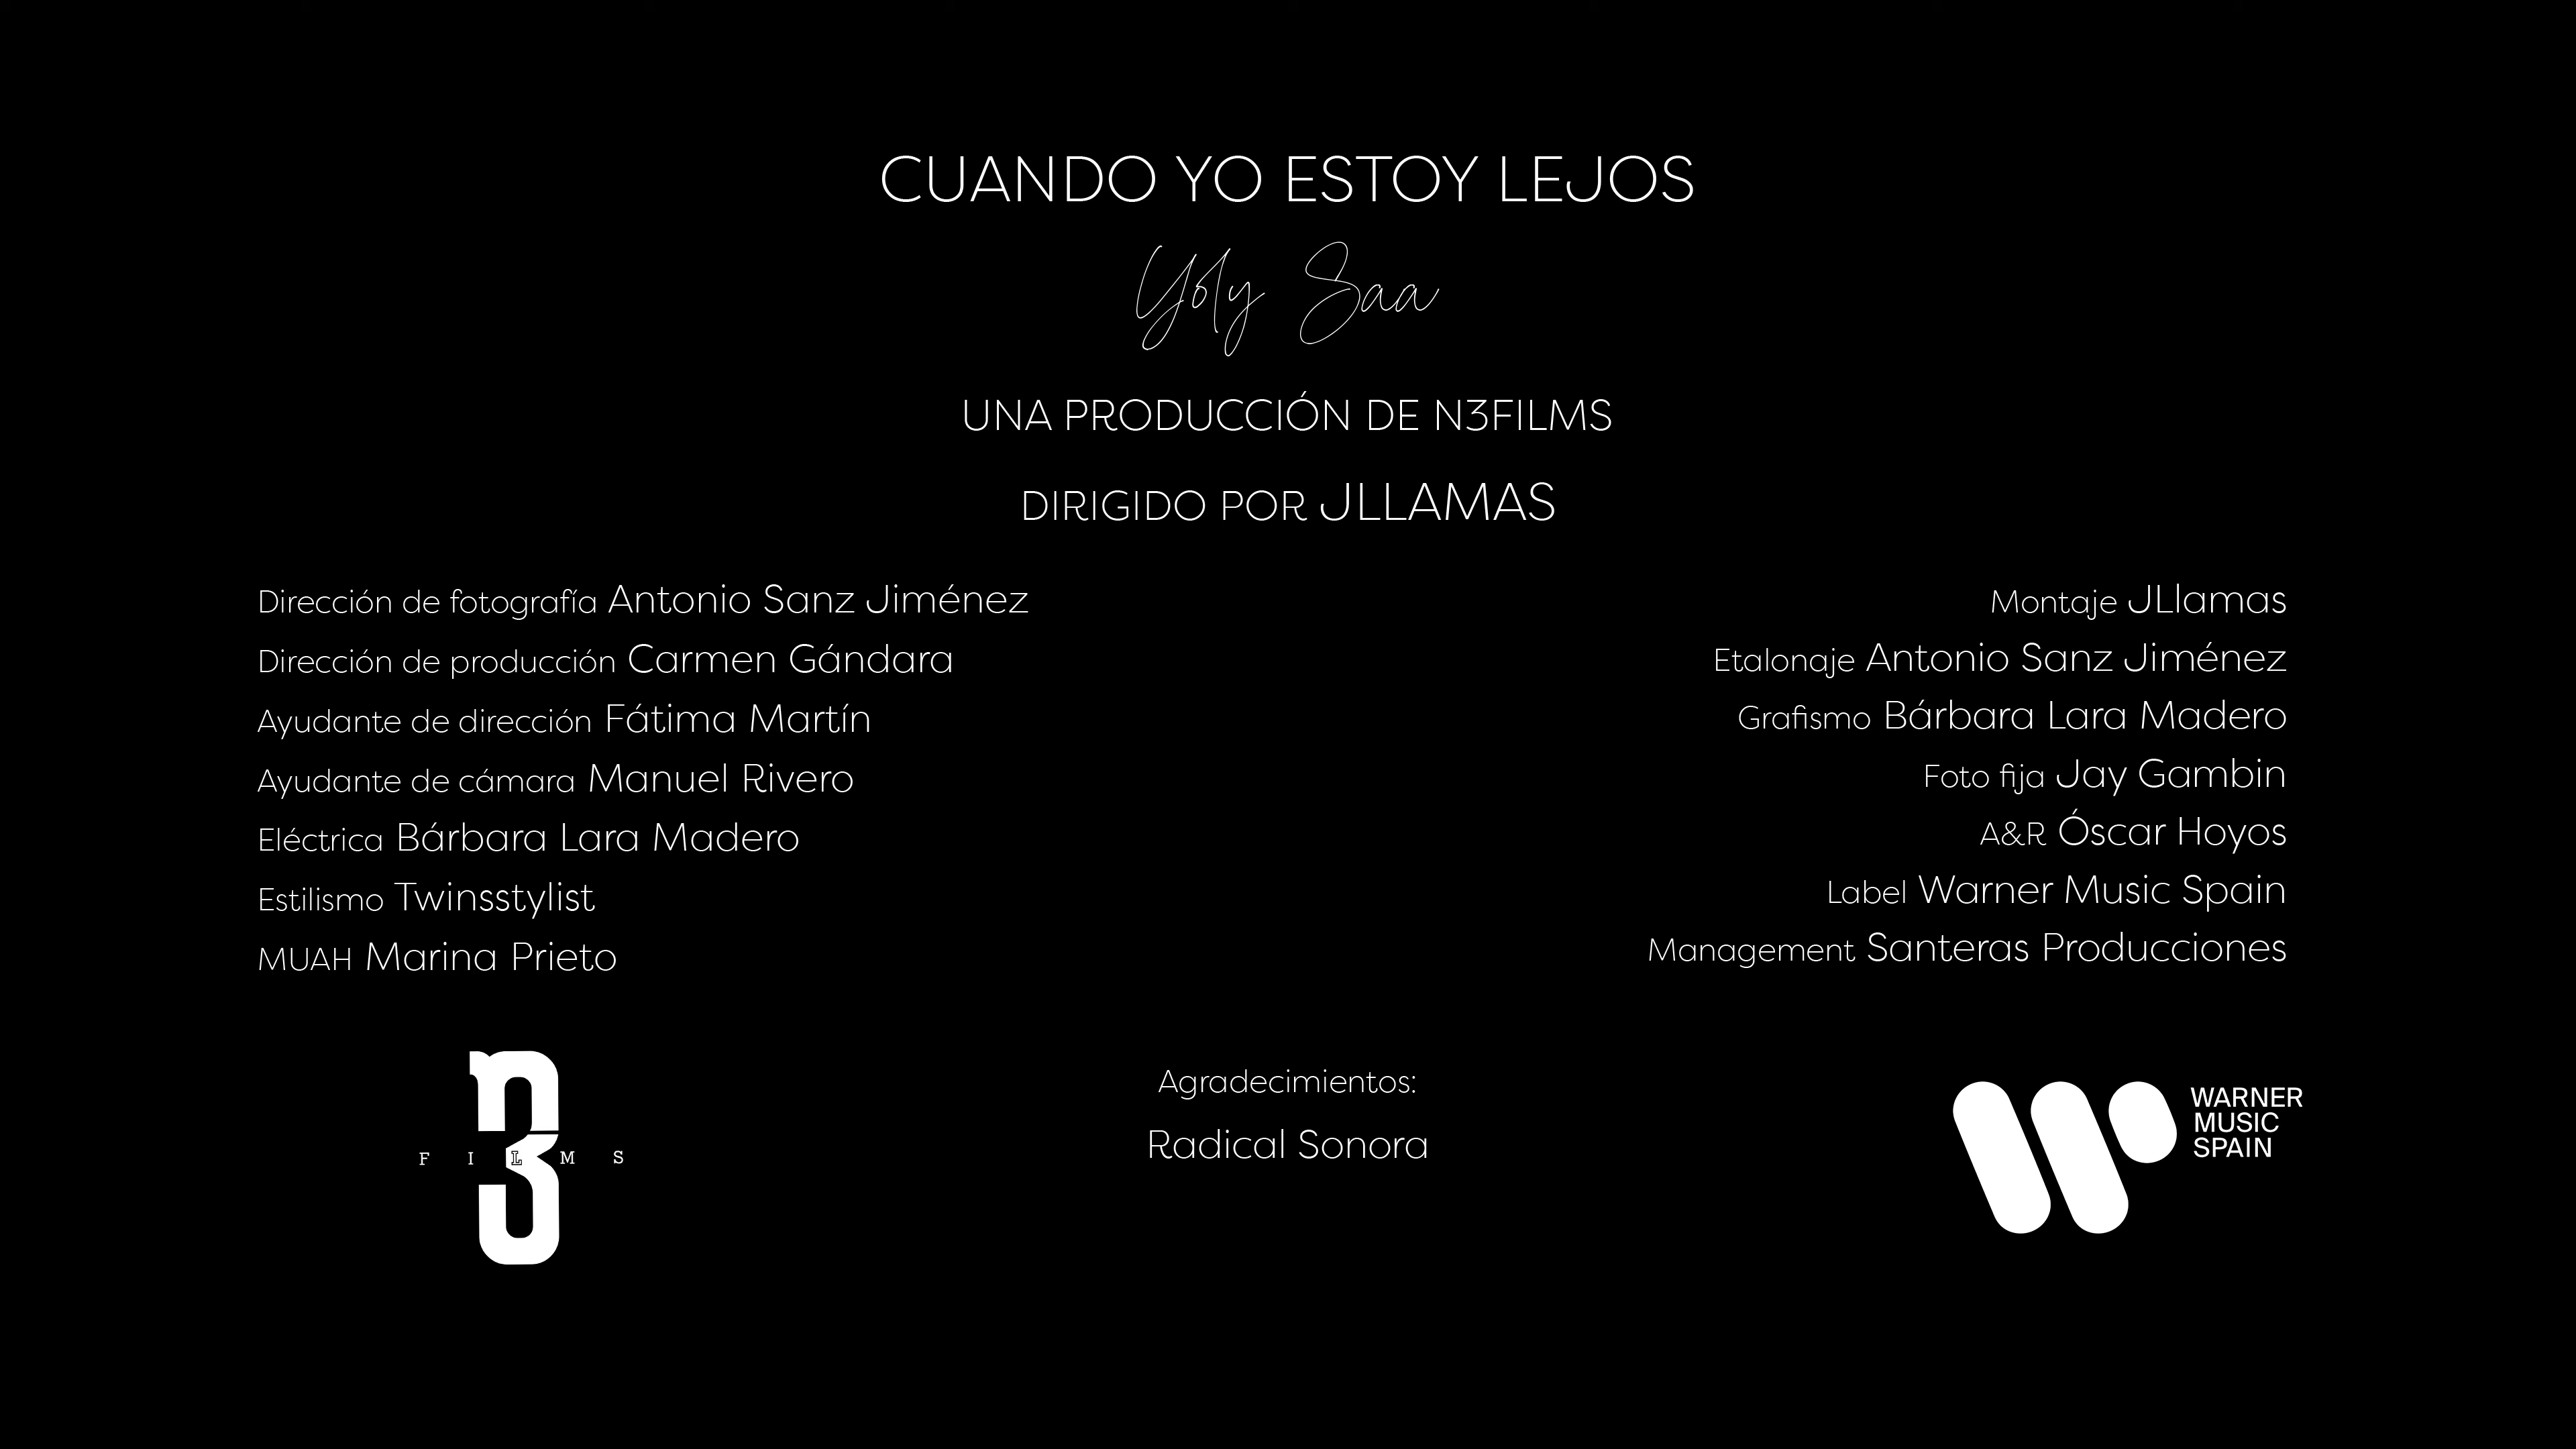 CUANDO YO ESTOY LEJOS
Yoly Saa
UNA PRODUCCIÓN DE N3FILMS
DIRIGIDO POR JLLAMAS
Dirección de fotografía Antonio Sanz Jiménez
Dirección de producción Carmen Gándara
Ayudante de dirección Fátima Martín
Ayudante de cámara Manuel Rivero
Eléctrica Bárbara Lara Madero
Estilismo Twinsstylist
MUAH Marina Prieto
Montaje JLlamas
Etalonaje Antonio Sanz Jiménez
Grafismo Bárbara Lara Madero
Foto fija Jay Gambin
A&R Óscar Hoyos
Label Warner Music Spain
Management Santeras Producciones
n3
FILMS
Agradecimientos:
Radical Sonora
WARNER
MUSIC
SPAIN